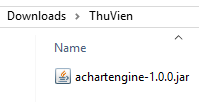 Downloads > ThuVien
Name
achartengine-1.0.0.jar